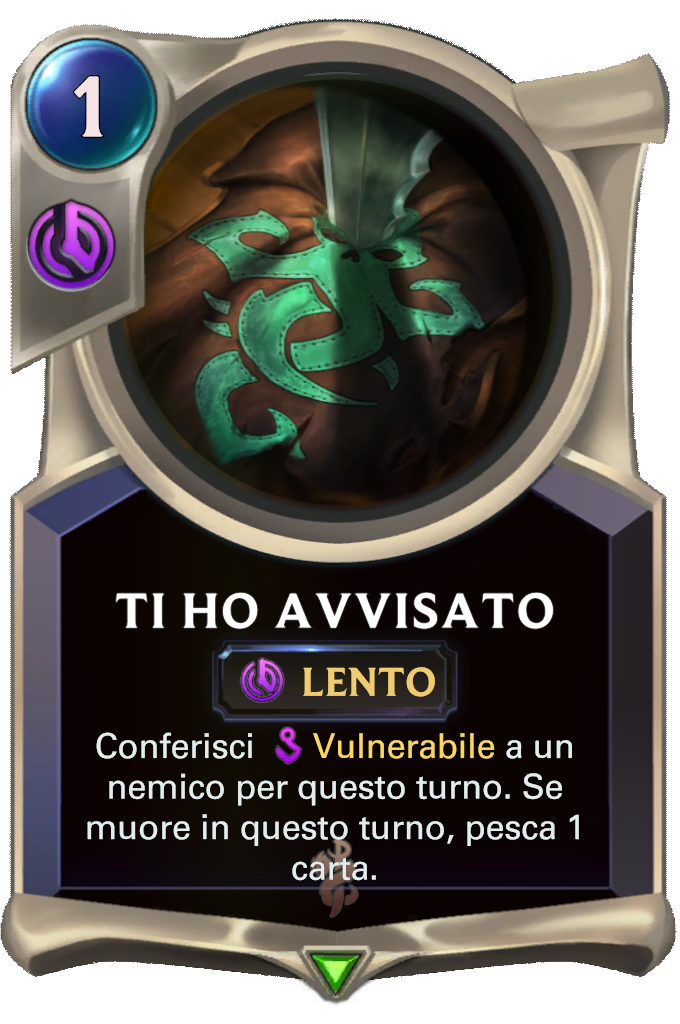 1
TI HO AVVISATO
LENTO
Conferisci Vulnerabile a un
nemico per questo turno. Se
muore in questo turno, pesca 1
carta.